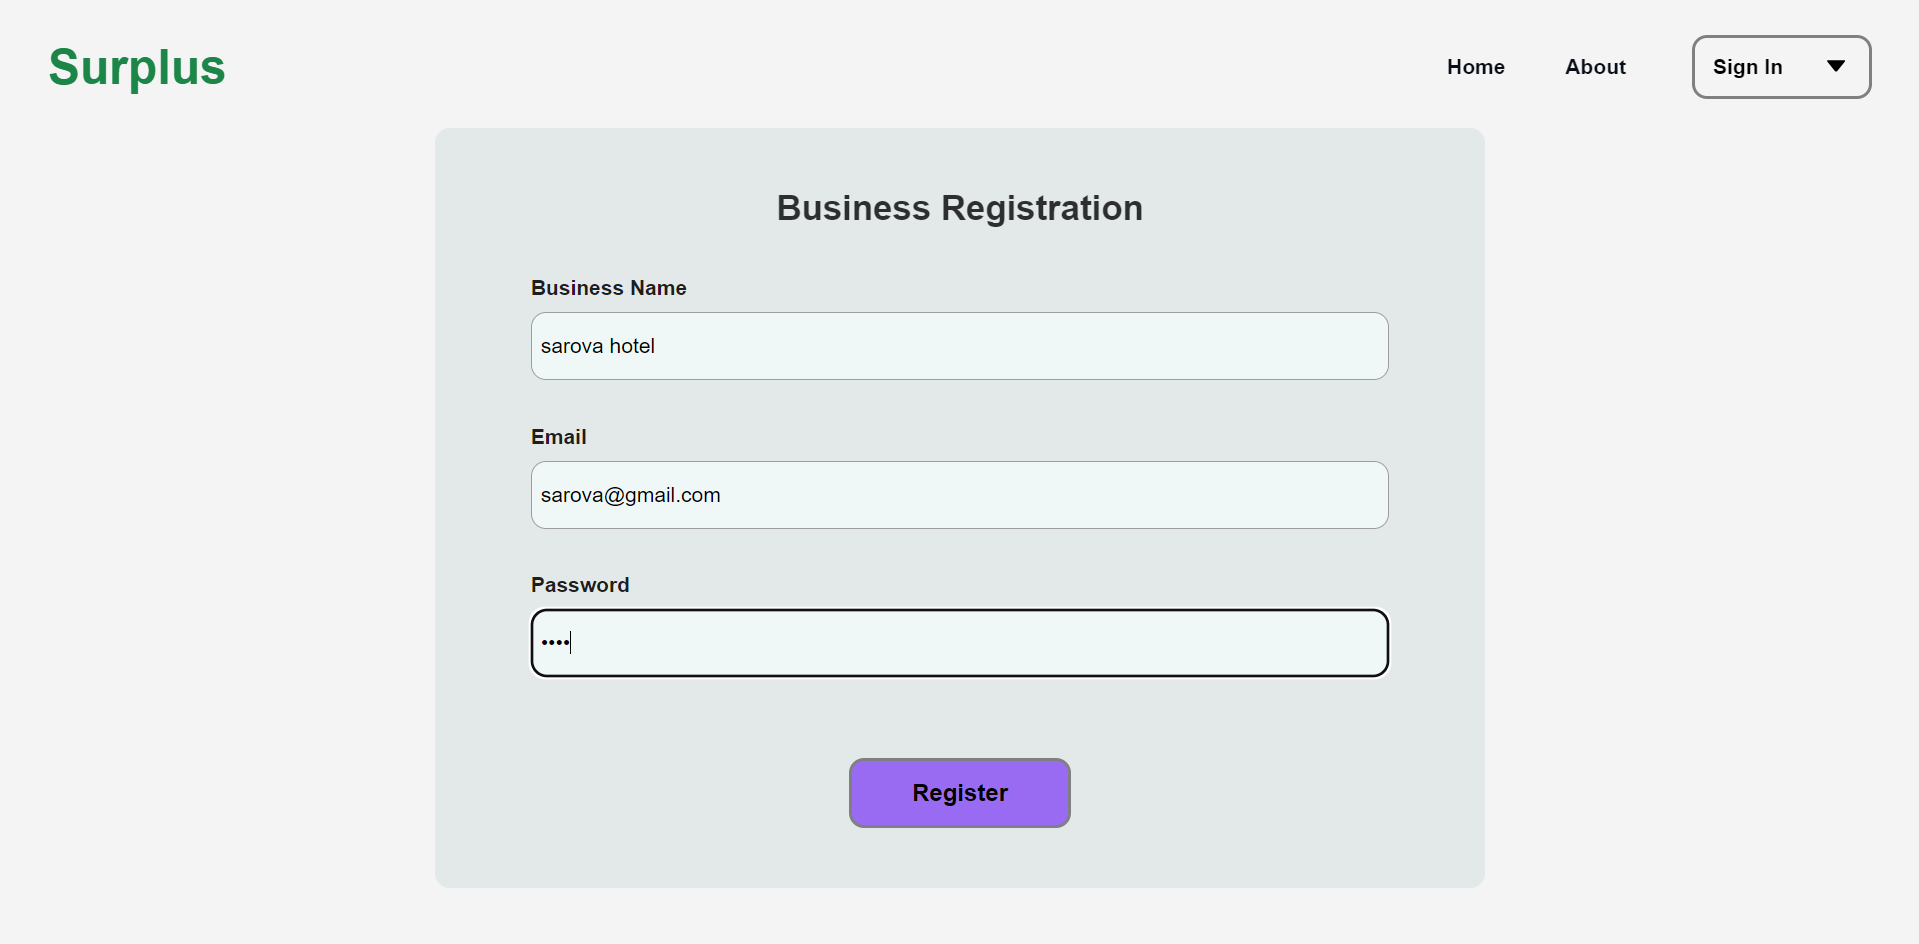 Surplus
Home
About
Sign In
Business Registration
Business Name
sarova hotel
Email
sarova@gmail.com
Password
••••
Register